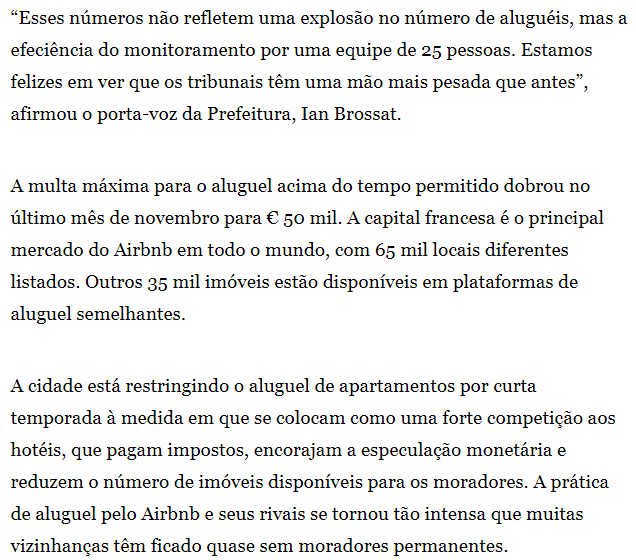 “Esses números não refletem uma explosão no número de aluguéis, mas a
efeciência do monitoramento por uma equipe de 25 pessoas. Estamos
felizes em ver que os tribunais têm uma mão mais pesada que antes”,
afirmou o porta-voz da Prefeitura, Ian Brossat.
A multa máxima para o aluguel acima do tempo permitido dobrou no
último mês de novembro para € 50 mil. A capital francesa é o principal
mercado do Airbnb em todo o mundo, com 65 mil locais diferentes
listados. Outros 35 mil imóveis estão disponíveis em plataformas de
aluguel semelhantes.
A cidade está restringindo o aluguel de apartamentos por curta
temporada à medida em que se colocam como uma forte competição aos
hotéis, que pagam impostos, encorajam a especulação monetária e
reduzem o número de imóveis disponíveis para os moradores. A prática
de aluguel pelo Airbnb e seus rivais se tornou tão intensa que muitas
vizinhanças têm ficado quase sem moradores permanentes.